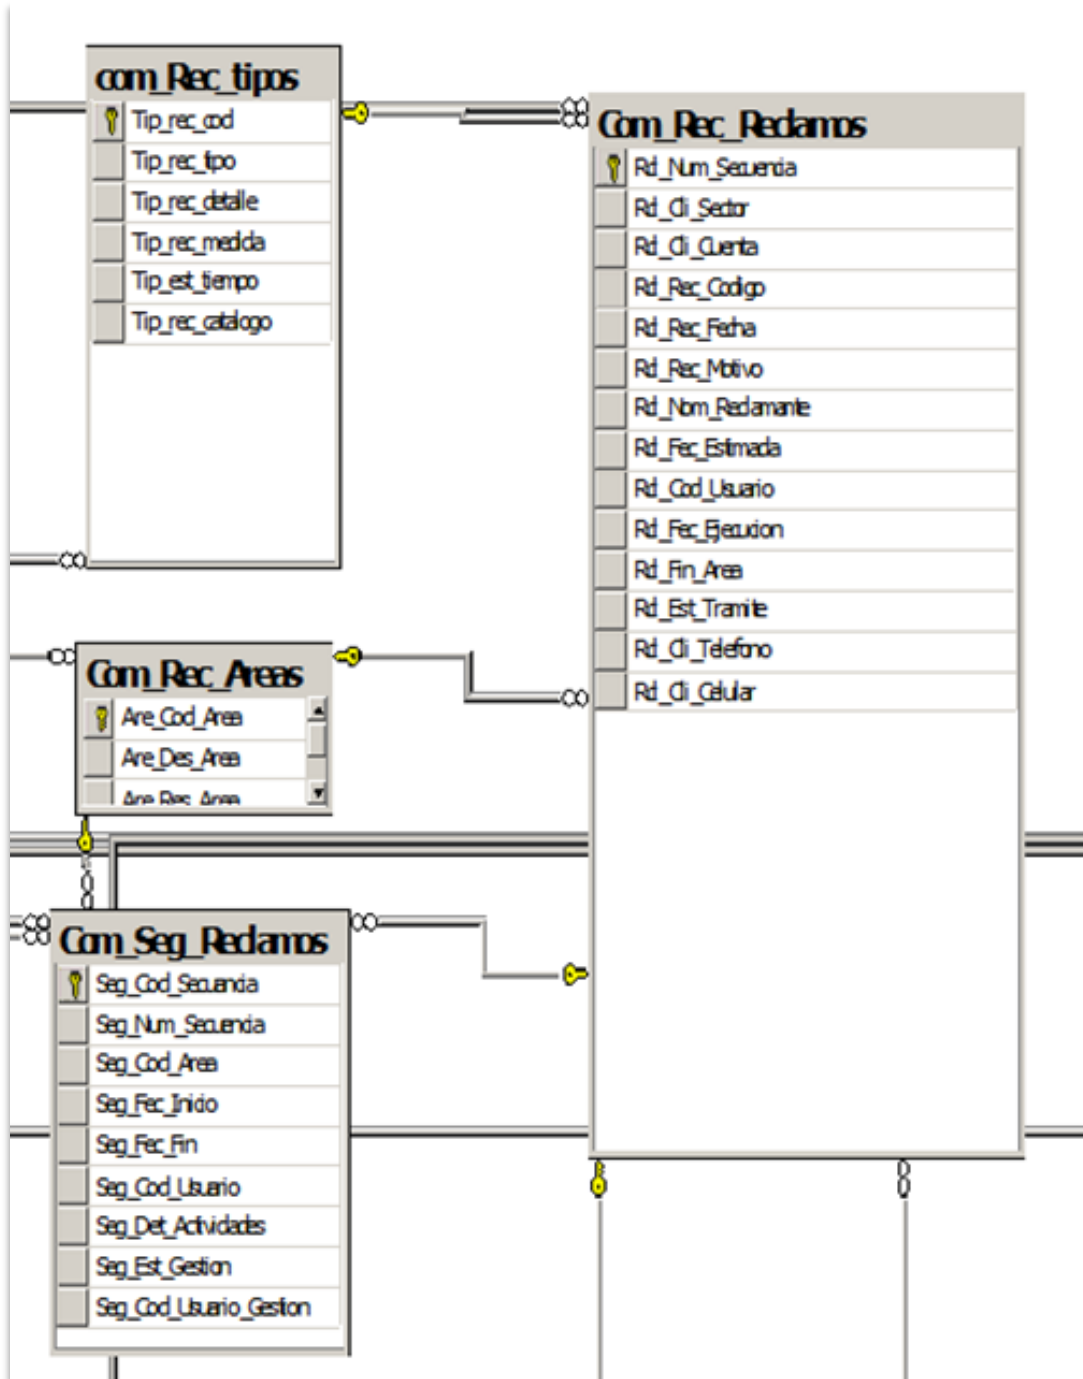 com_Rec_tipos
Tip_rec_cod
Tip_rec_tipo
Tip_rec_detalle
Tip_rec_medida
Tip_est_tiempo
Tip_rec_catalogo
Com_Rec_Reclamos
Rcl_Num_Secuencia
Rcl_Cli_Sector
Rcl_Cli_Cuenta
Rcl_Rec_Codigo
Rcl_Rec_Fecha
Rcl_Rec_Motivo
Rcl_Nom_Reclamante
Rcl_Fec_Estimada
Rcl_Cod_Usuario
Rcl_Fec_Ejecucion
Rcl_Fin_Area
Rcl_Est_Tramite
Rcl_Cli_Telefono
Rcl_Cli_Celular
Com_Rec_Areas
Are_Cod_Area
Are_Des_Area
Are_Res_Area
Com_Seg_Reclamos
Seg_Cod_Secuencia
Seg_Num_Secuencia
Seg_Cod_Area
Seg_Fec_Inicio
Seg_Fec_Fin
Seg_Cod_Usuario
Seg_Det_Actividades
Seg_Est_Gestion
Seg_Cod_Usuario_Gestion